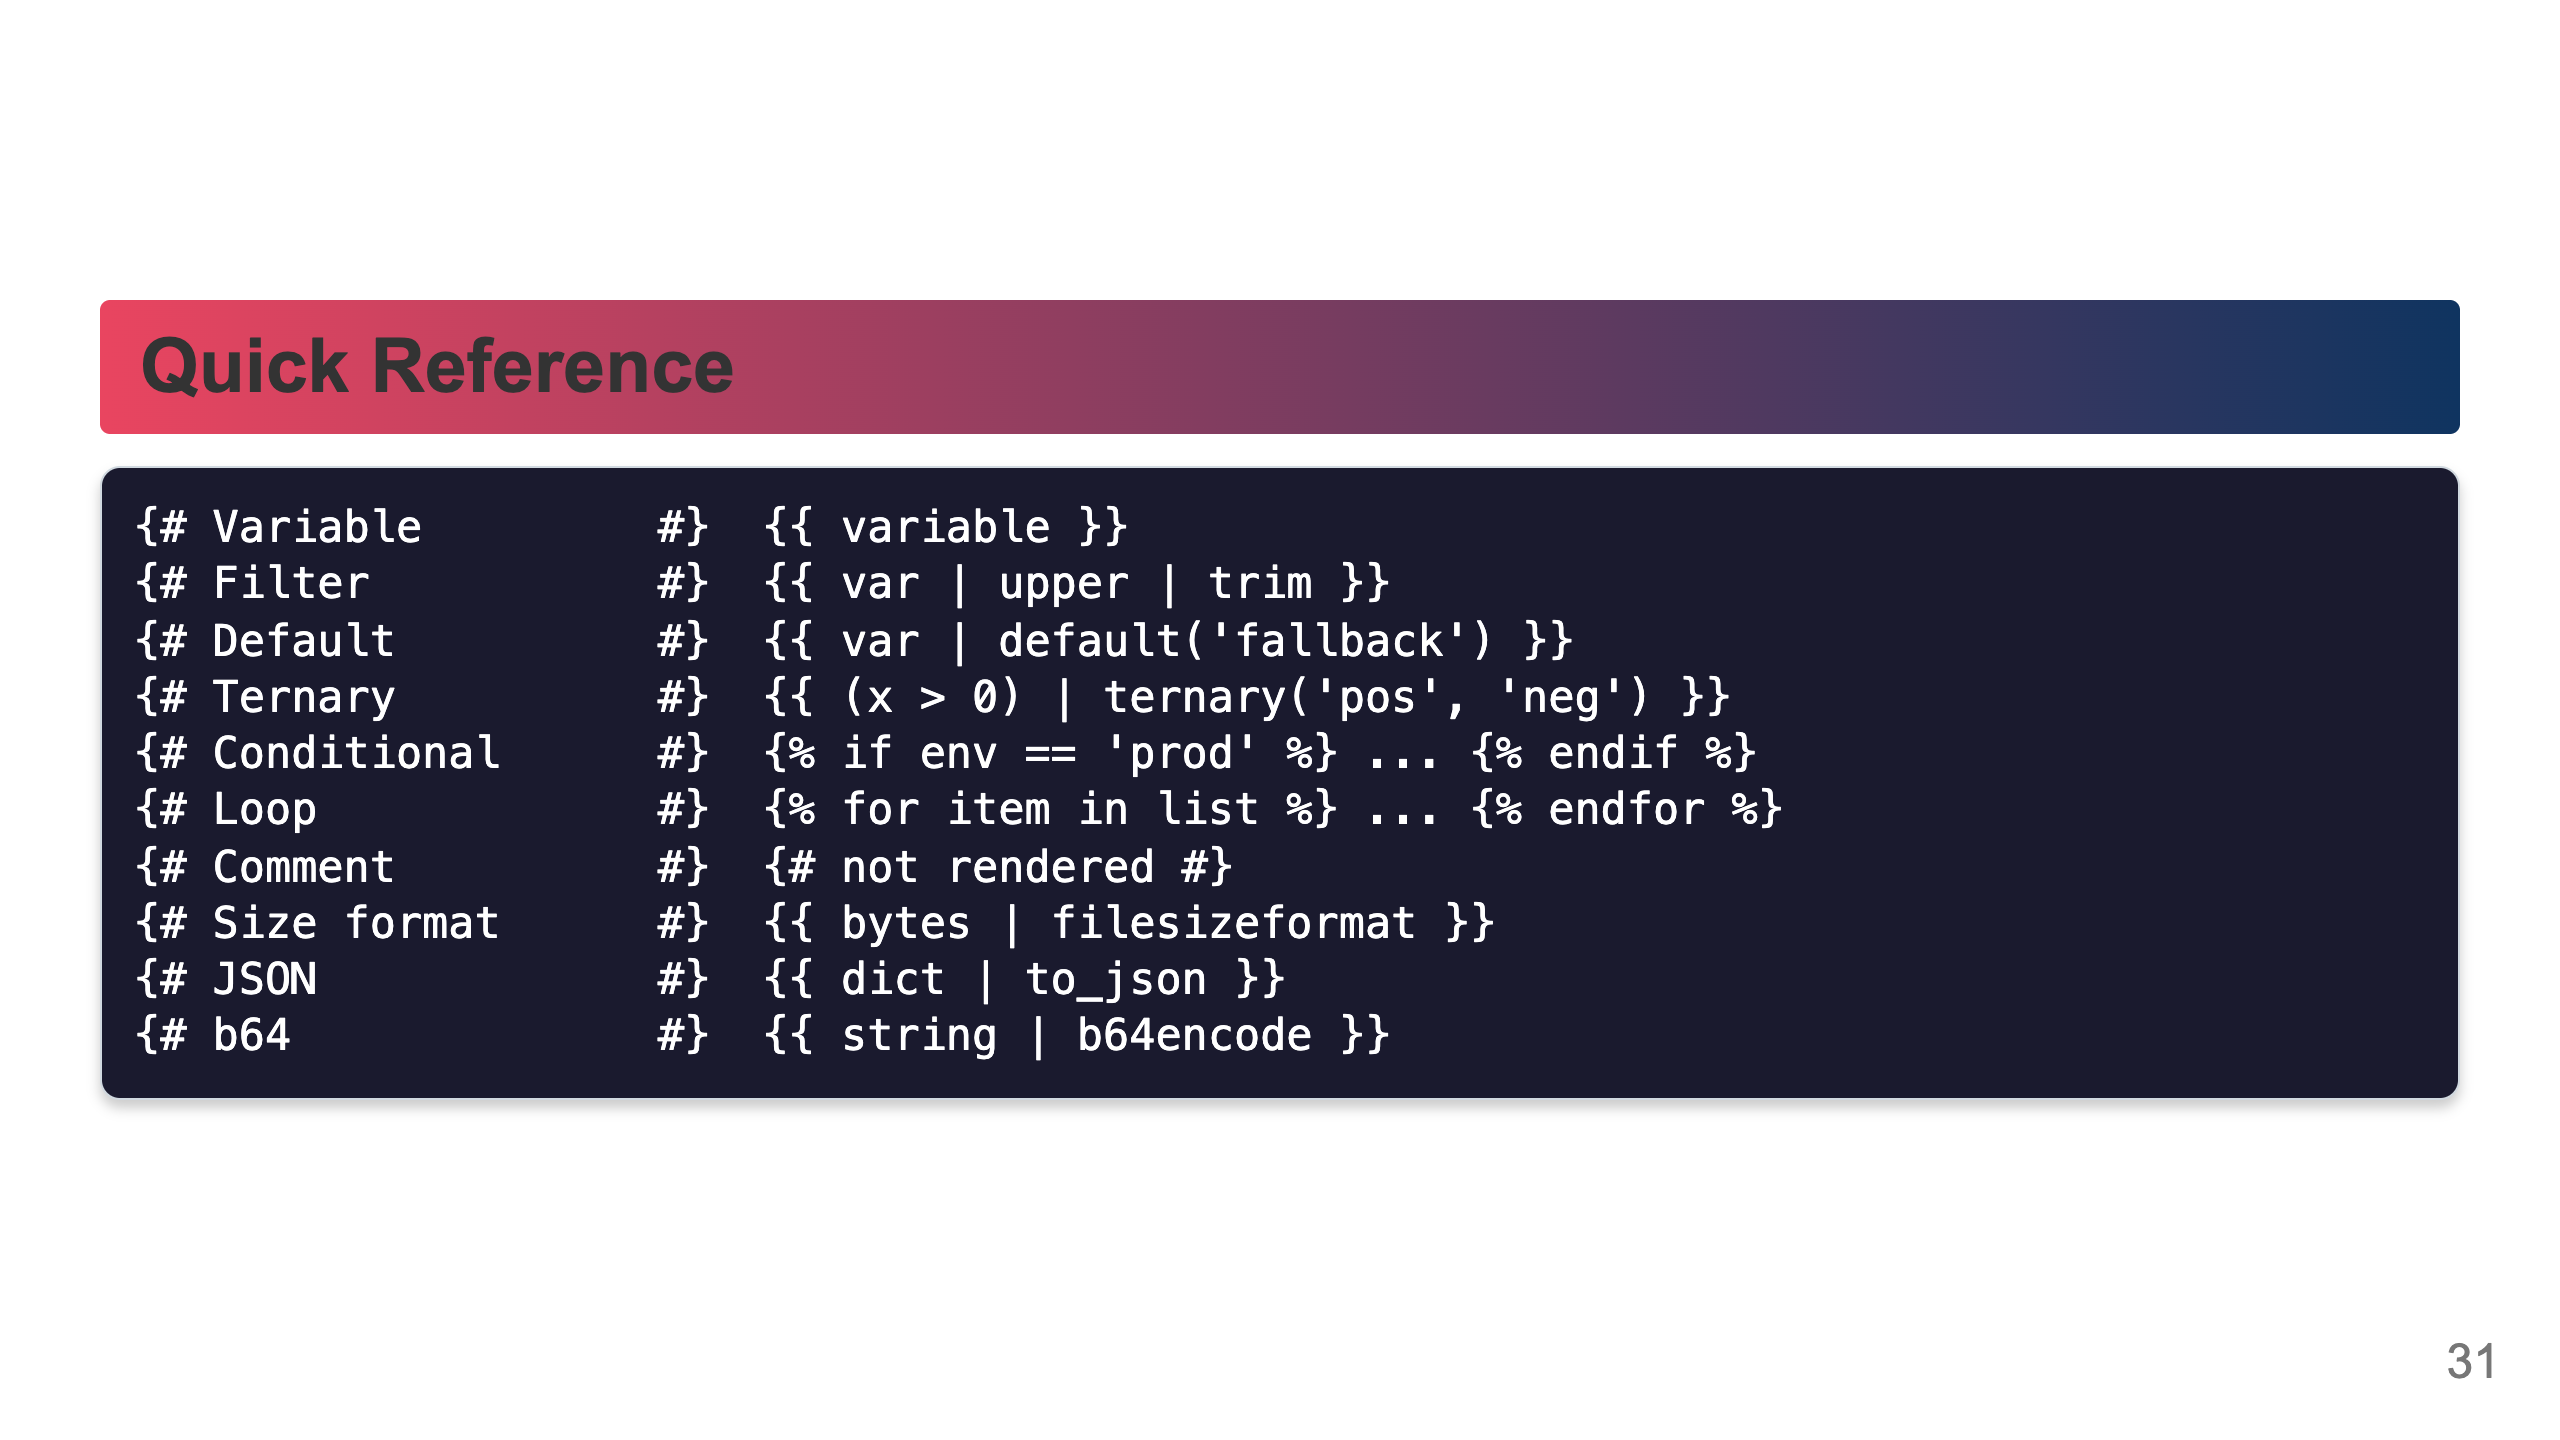 Quick Reference
{# Variable         #}  {{ variable }}
{# Filter           #}  {{ var | upper | trim }}
{# Default          #}  {{ var | default('fallback') }}
{# Ternary          #}  {{ (x > 0) | ternary('pos', 'neg') }}
{# Conditional      #}  {% if env == 'prod' %} ... {% endif %}
{# Loop             #}  {% for item in list %} ... {% endfor %}
{# Comment          #}  {# not rendered #}
{# Size format      #}  {{ bytes | filesizeformat }}
{# JSON             #}  {{ dict | to_json }}
{# b64              #}  {{ string | b64encode }}
31